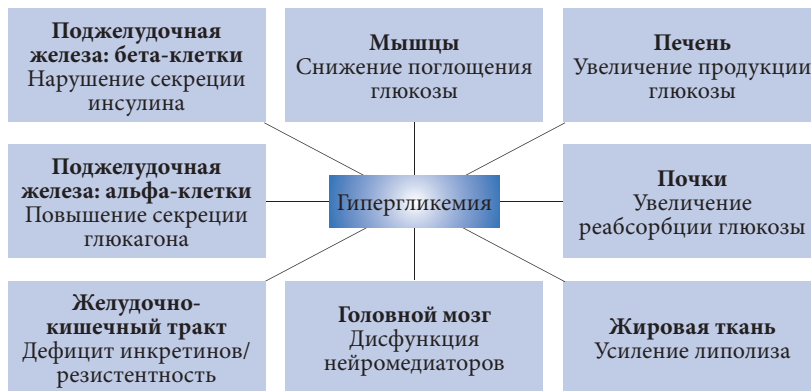 Поджелудочная
железа: бета-клетки
Нарушение секреции
инсулина
Мышцы
Снижение поглощения
глюкозы
Печень
Увеличение продукции
глюкозы
Поджелудочная
железа: альфа-клетки
Повышение секреции
глюкагона
Гипергликемия
Почки
Увеличение
реабсорбции глюкозы
Желудочно-
кишечный тракт
Дефицит инкретинов/
резистентность
Головной мозг
Дисфункция
нейромедиаторов
Жировая ткань
Усиление липолиза